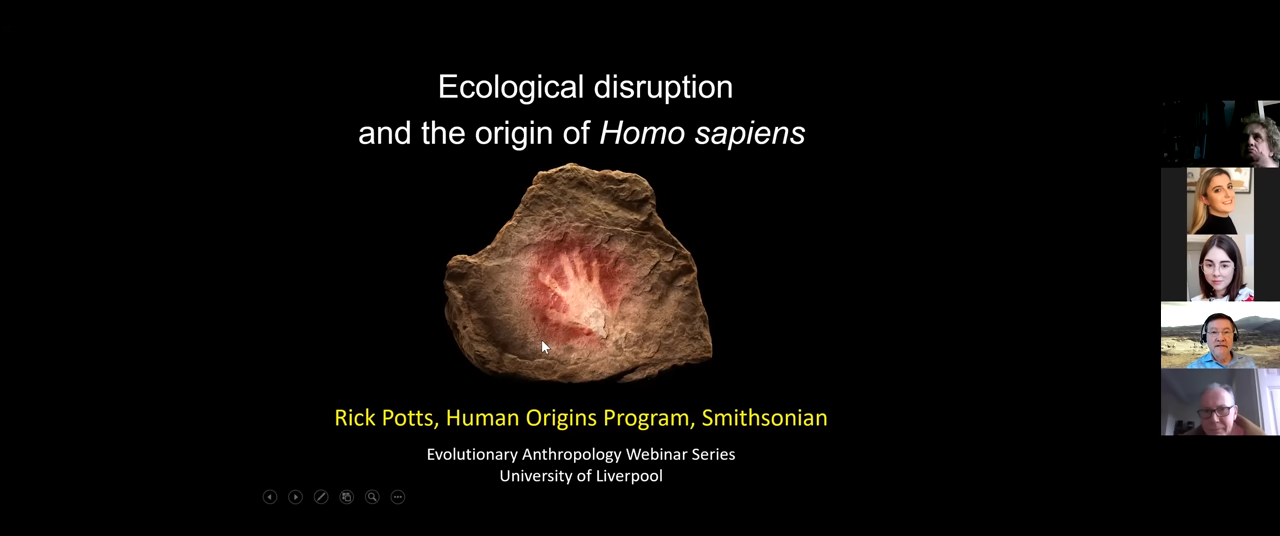 Ecological disruption
and the origin of Homo sapiens
Rick Potts, Human Origins Program, Smithsonian
Evolutionary Anthropology Webinar Series
University of Liverpool